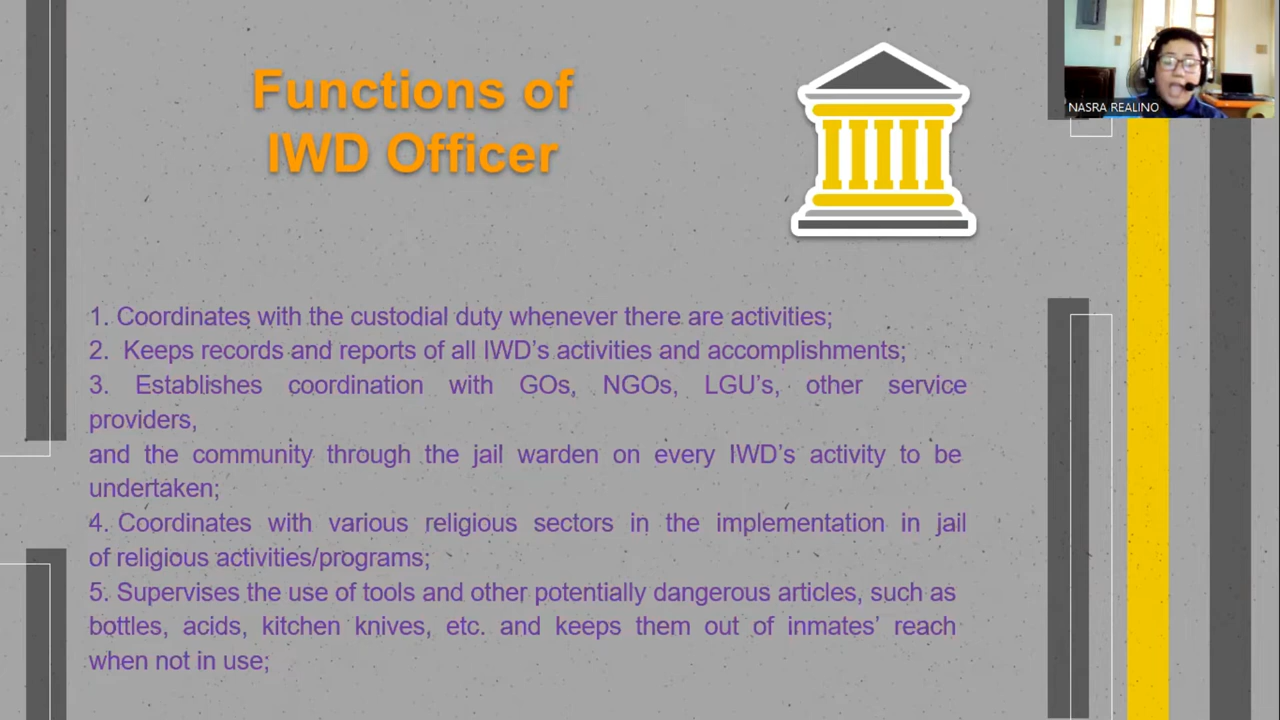 Functions of
IWD Officer
NASRA REALINO
1. Coordinates with the custodial duty whenever there are activities;
2. Keeps records and reports of all IWD's activities and accomplishments;
3. Establishes coordination with GOs, NGOs, LGU's, other service
providers,
and the community through the jail warden on every IWD's activity to be
undertaken;
4. Coordinates with various religious sectors in the implementation in jail
of religious activities/programs;
5. Supervises the use of tools and other potentially dangerous articles, such as
bottles, acids, kitchen knives, etc. and keeps them out of inmates' reach
when not in use;